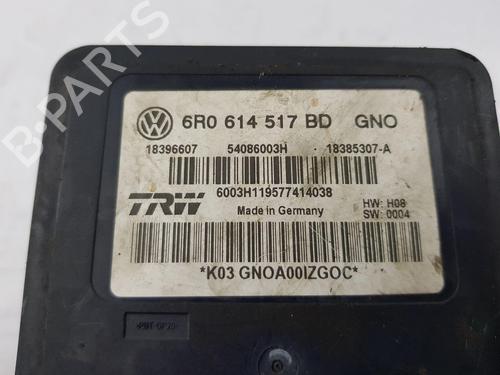 B-PARTS
6R0 614 517 BD GNO
18396607 54086003H 18385307-A
6003H119577414038
TRW
Made in Germany
HW: H08
SW: 0004
*K03 GNOA00IZGOC*